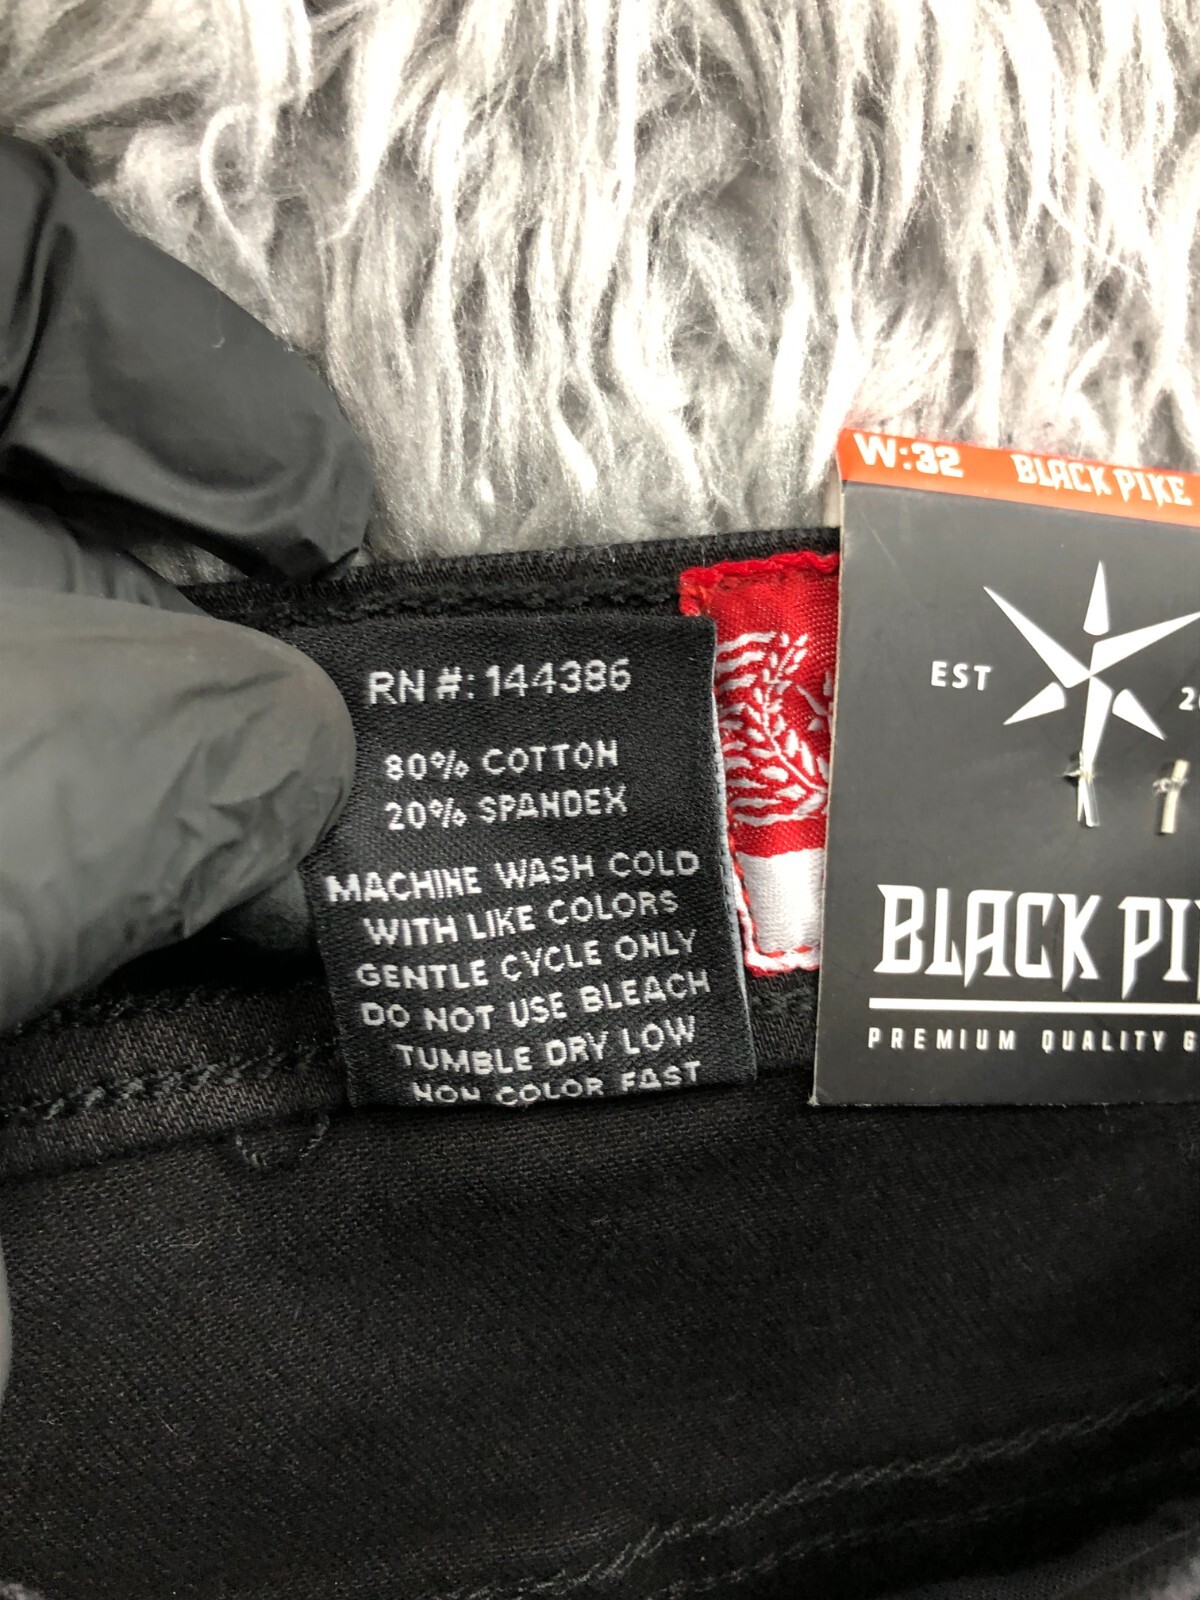 W:32 BLACK PIKE
EST
BLACK
PREMIUM QUALITY
RN #: 144386
80% COTTON
20% SPANDEX
MACHINE WASH COLD
WITH LIKE COLORS
GENTLE CYCLE ONLY
DO NOT USE BLEACH
TUMBLE DRY LOW
NON COLOR FAST